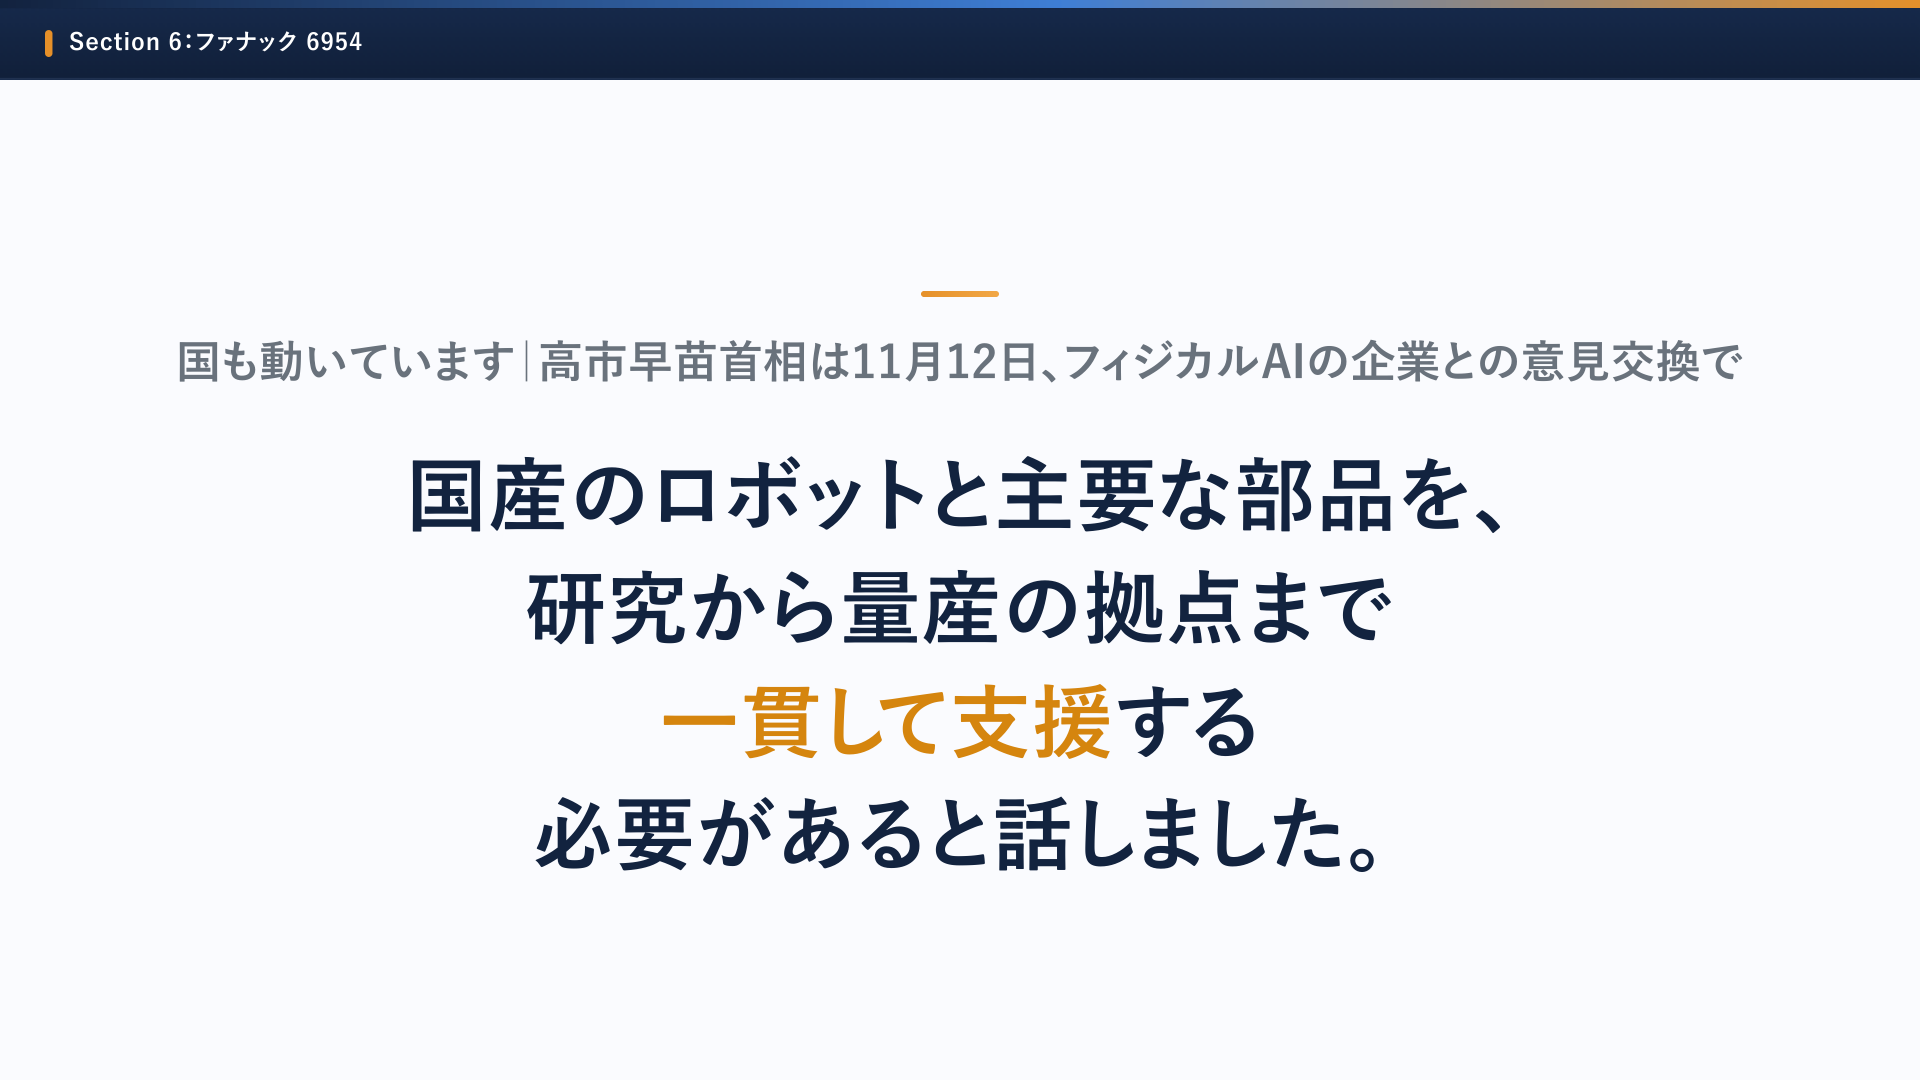 Section 6：ファナック 6954
国も動いています｜高市早苗首相は11月12日、フィジカルAIの企業との意見交換で
国産のロボットと主要な部品を、
研究から量産の拠点まで
一貫して支援する
必要があると話しました。